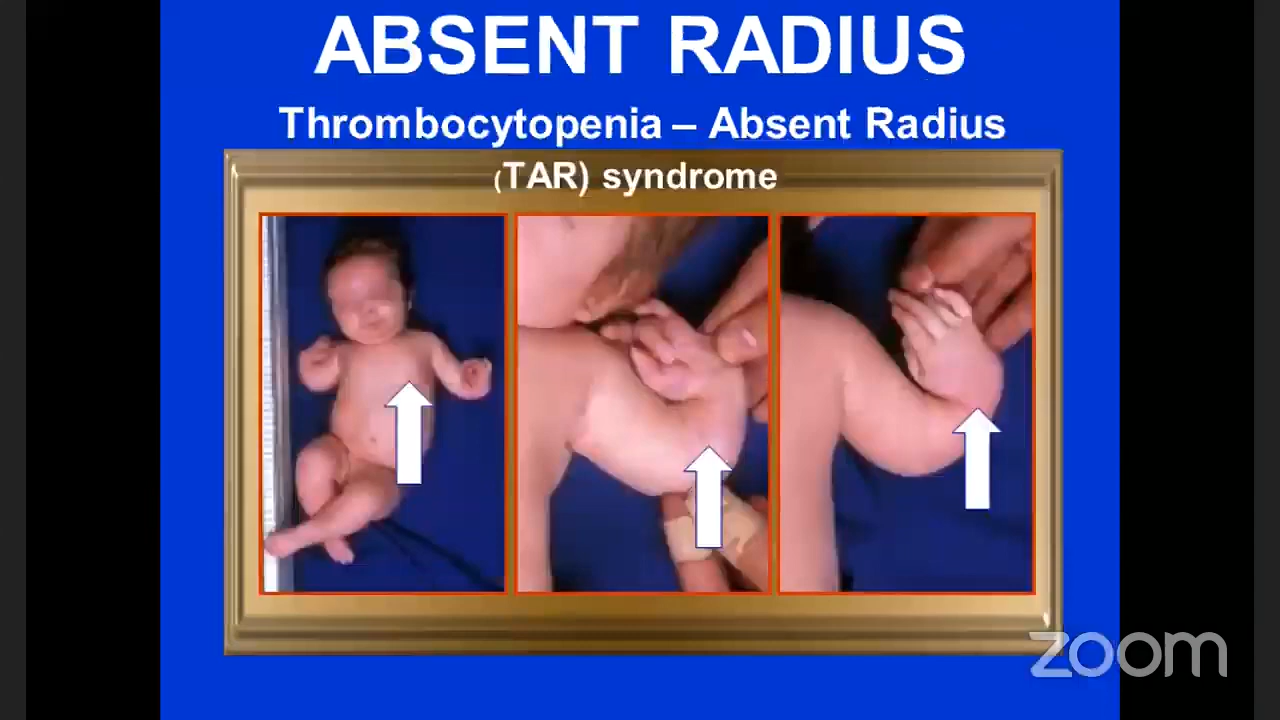 ABSENT RADIUS
Thrombocytopenia – Absent Radius
(TAR) syndrome
zoom